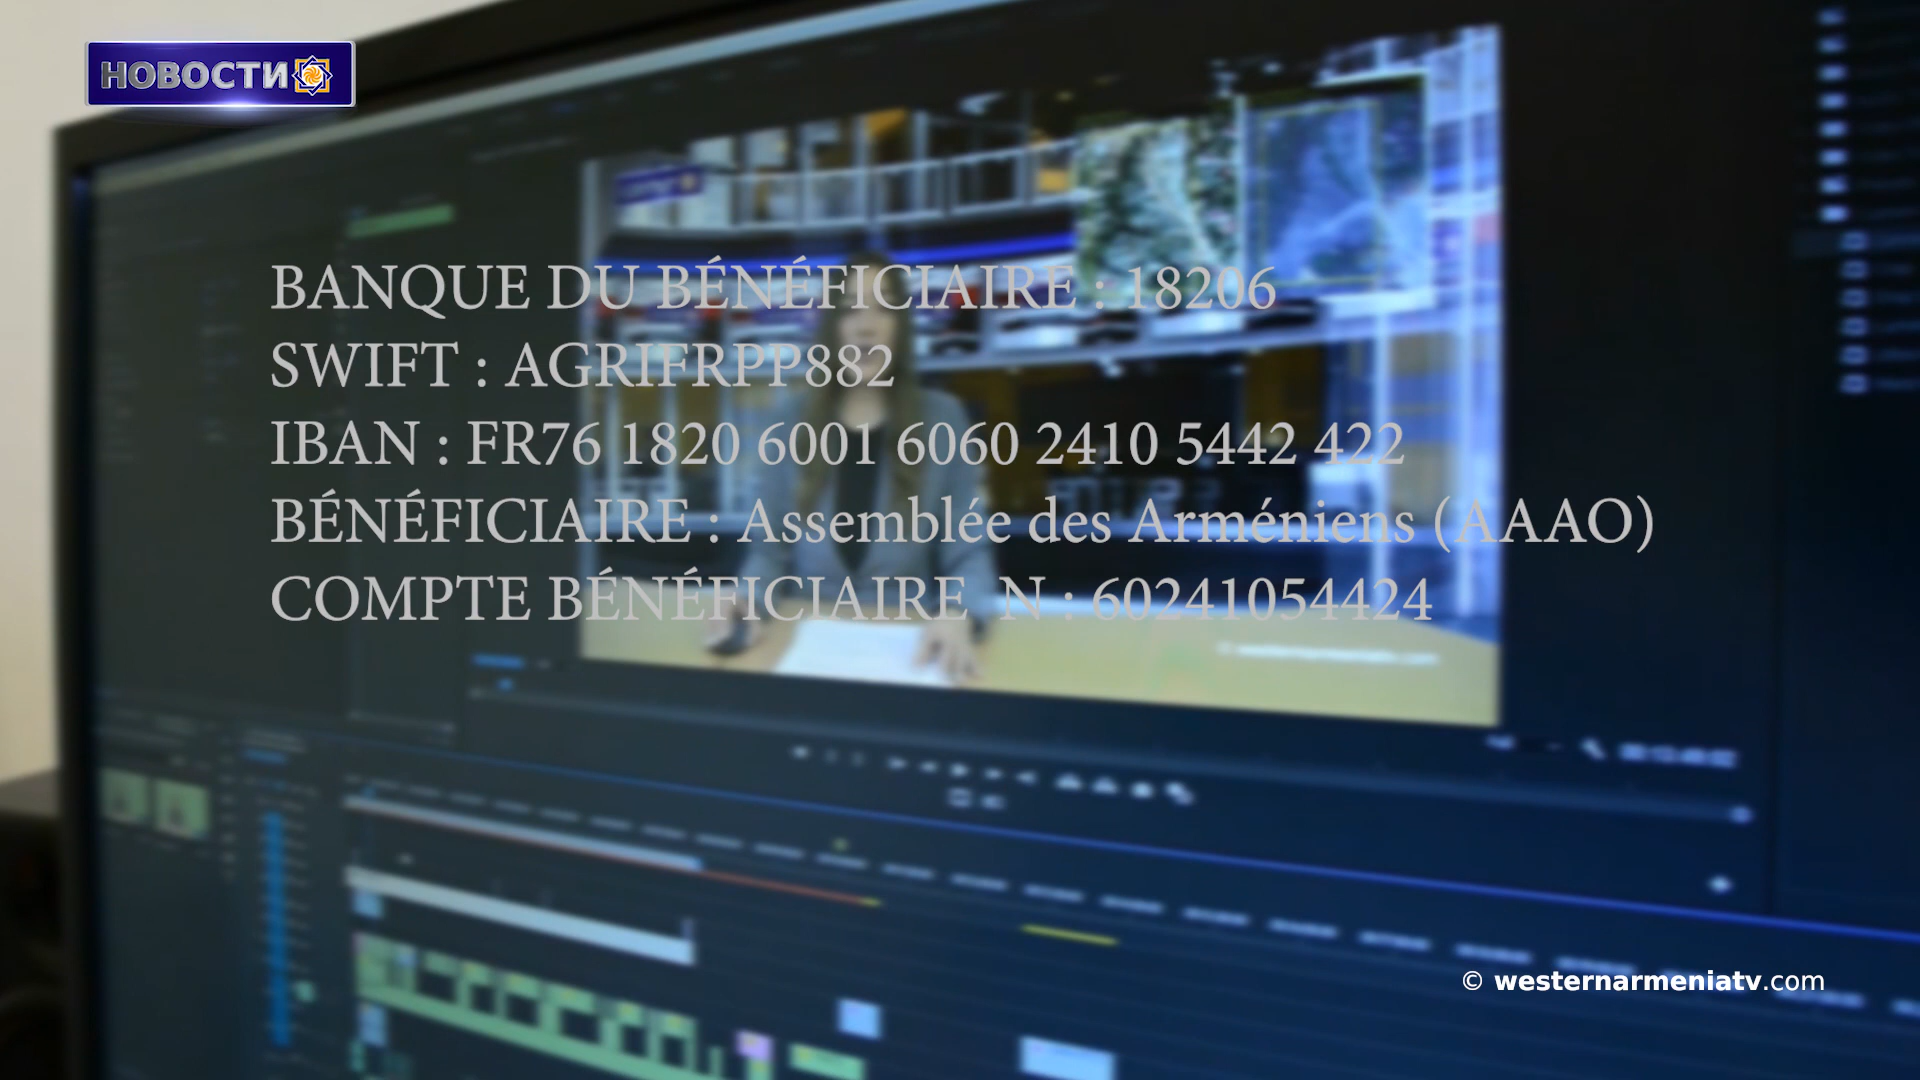 НОВОСТИ
BANQUE DU BÉNÉFICIAIRE : 18206
SWIFT : AGRIFRPP882
IBAN : FR76 1820 6001 6060 2410 5442 422
BÉNÉFICIAIRE : Assemblée des Arméniens (AAAO)
COMPTE BÉNÉFICIAIRE N : 60241054424
© westernarmeniatv.com